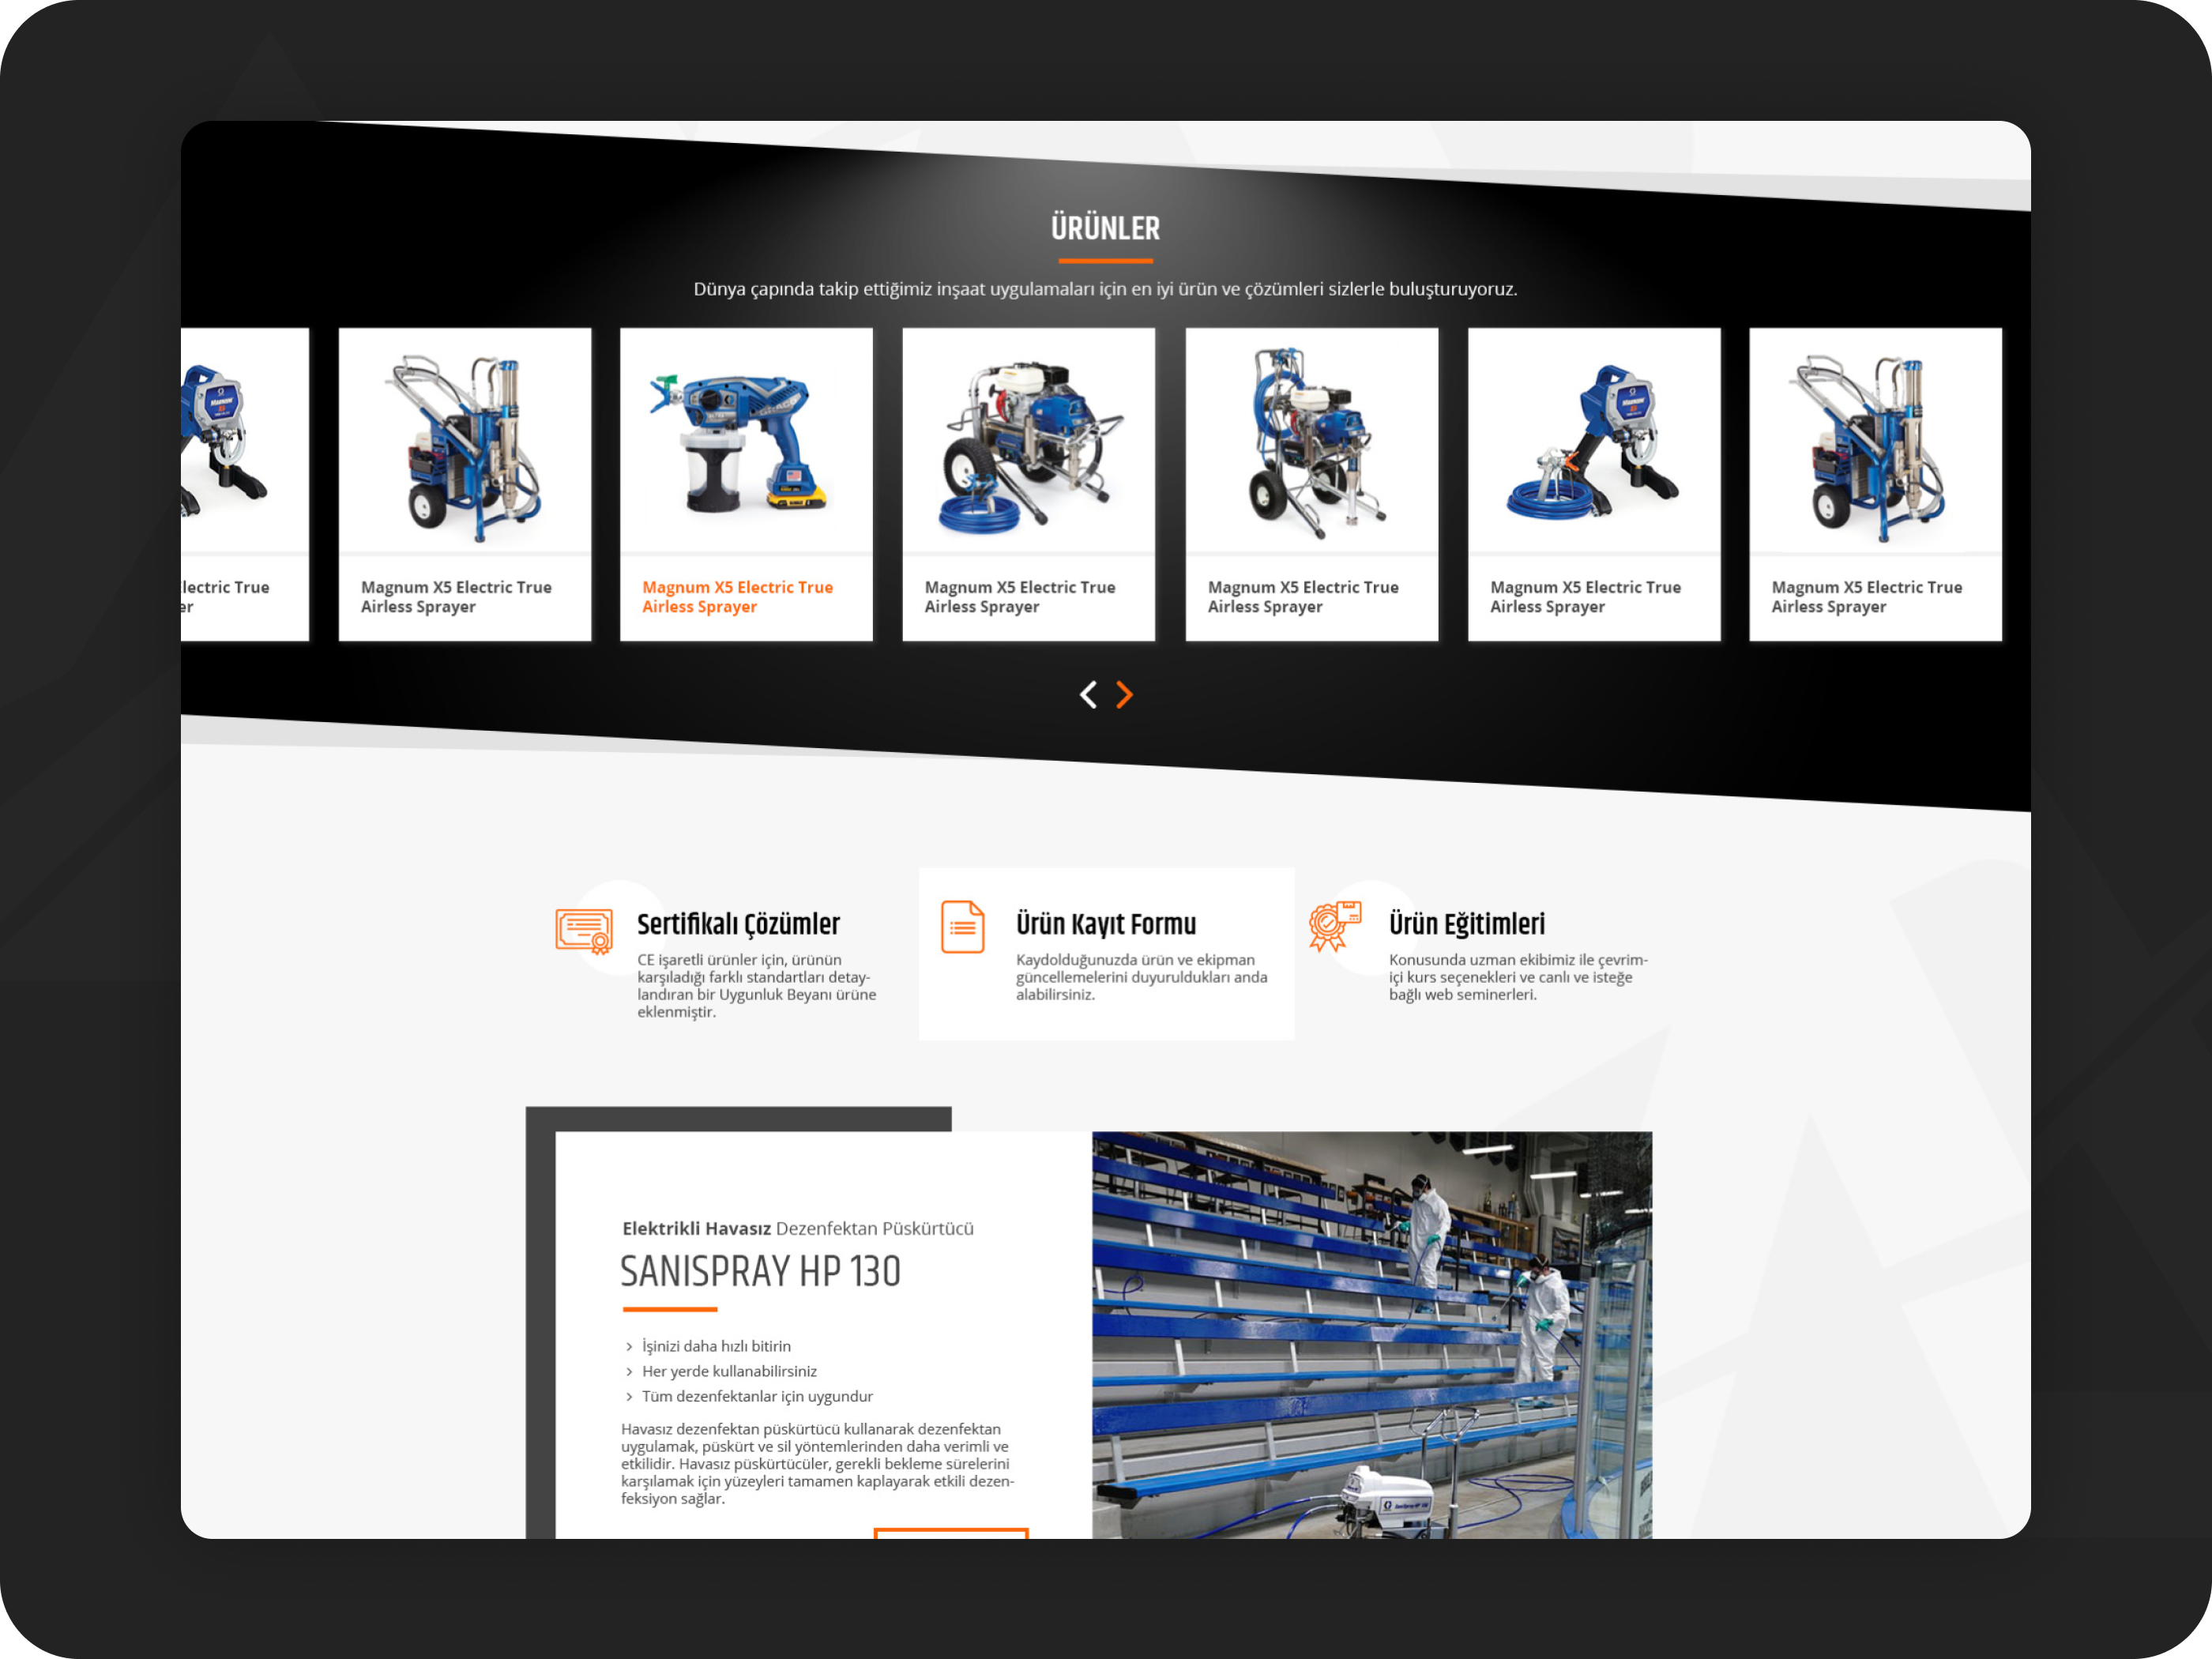 ÜRÜNLER
Dünya çapında takip ettiğimiz inşaat uygulamaları için en iyi ürün ve çözümleri sizlerle buluşturuyoruz.
lectric True
er
Magnum X5 Electric True
Airless Sprayer
Magnum X5 Electric True
Airless Sprayer
Magnum X5 Electric True
Airless Sprayer
Magnum X5 Electric True
Airless Sprayer
Magnum X5 Electric True
Airless Sprayer
Magnum X5 Electric True
Airless Sprayer
Sertifikalı Çözümler
CE işaretli ürünler için, ürünün
karşıladığı farklı standartları detay-
landıran bir Uygunluk Beyanı ürüne
eklenmiştir.
Ürün Kayıt Formu
Kaydolduğunuzda ürün ve ekipman
güncellemelerini duyuruldukları anda
alabilirsiniz.
Ürün Eğitimleri
Konusunda uzman ekibimiz ile çevrim-
içi kurs seçenekleri ve canlı ve isteğe
bağlı web seminerleri.
Elektrikli Havasız Dezenfektan Püskürtücü
SANISPRAY HP 130
İşinizi daha hızlı bitirin
Her yerde kullanabilirsiniz
Tüm dezenfektanlar için uygundur
Havasız dezenfektan püskürtücü kullanarak dezenfektan
uygulamak, püskürt ve sil yöntemlerinden daha verimli ve
etkilidir. Havasız püskürtücüler, gerekli bekleme sürelerini
karşılamak için yüzeyleri tamamen kaplayarak etkili dezen-
feksiyon sağlar.